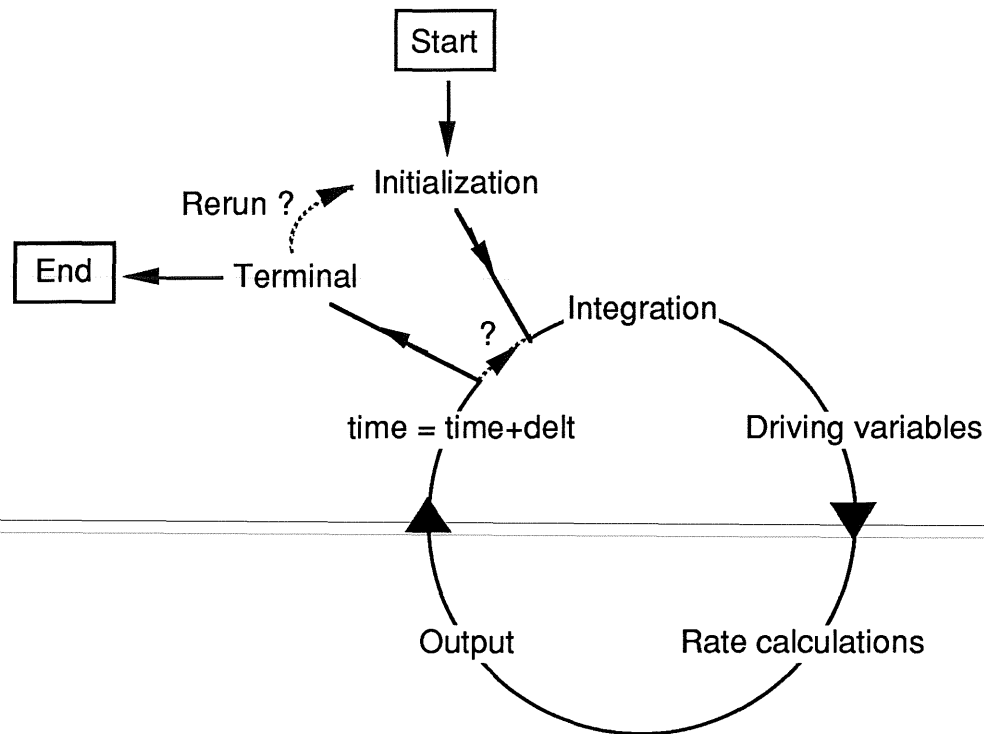 Start
Initialization
Rerun ?
End
Terminal
Integration
?
time = time+delt
Driving variables
Output
Rate calculations